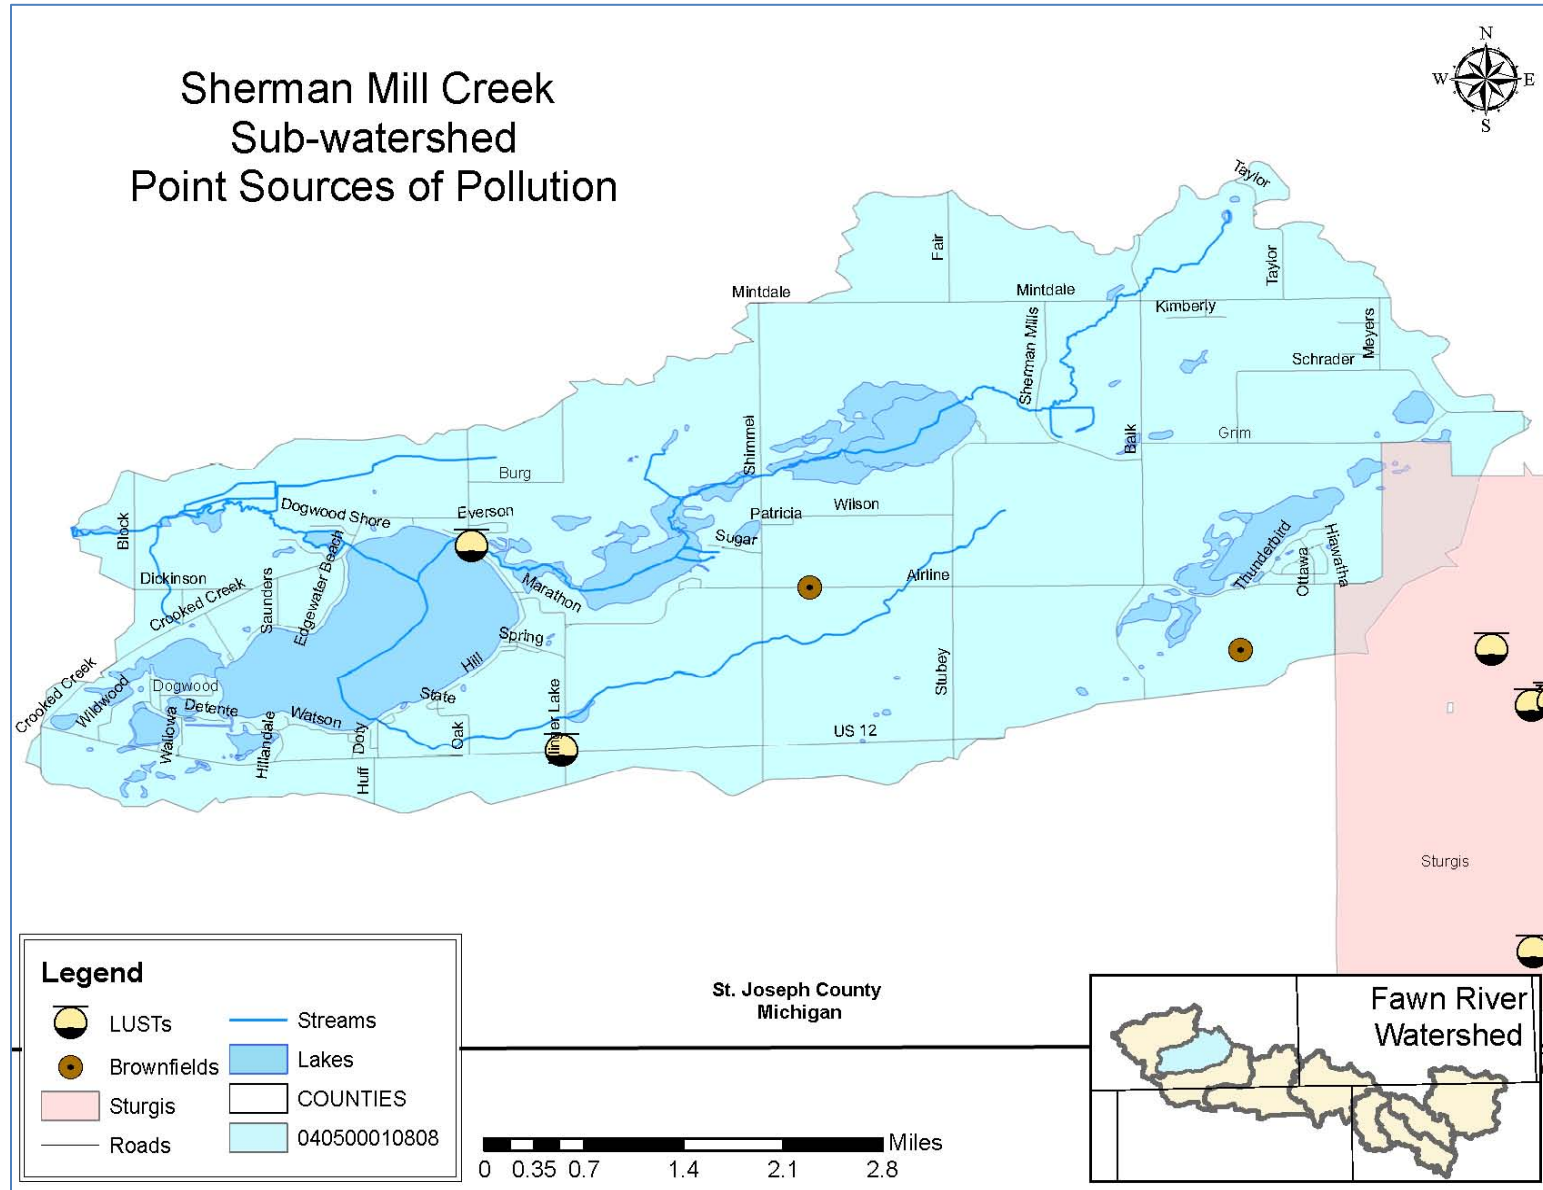 Sherman Mill Creek
Sub-watershed
Point Sources of Pollution
N
W E
S
Taylor
Fair
Taylor
Mintdale
Mintdale
Kimberly
Sherman Mills
Meyers
Schrader
Shimmel
Balk
Grim
Burg
Dogwood Shore
Everson
Patricia
Wilson
Block
Sugar
Edgewater Beach
Thunderbird
Hiawatha
Ottawa
Dickinson
Crooked Creek
Saunders
Marathon
Airline
Spring
Hill
Stubey
Crooked Creek
Wildwood
Dogwood
Detente
State
Watson
Wallowa
Hillandale
Doty
Oak
Lake
US 12
Huff
Sturgis
Legend
LUSTs
Brownfields
Sturgis
Roads
Streams
Lakes
COUNTIES
040500010808
St. Joseph County
Michigan
Miles
0 0.35 0.7 1.4 2.1 2.8
Fawn River
Watershed